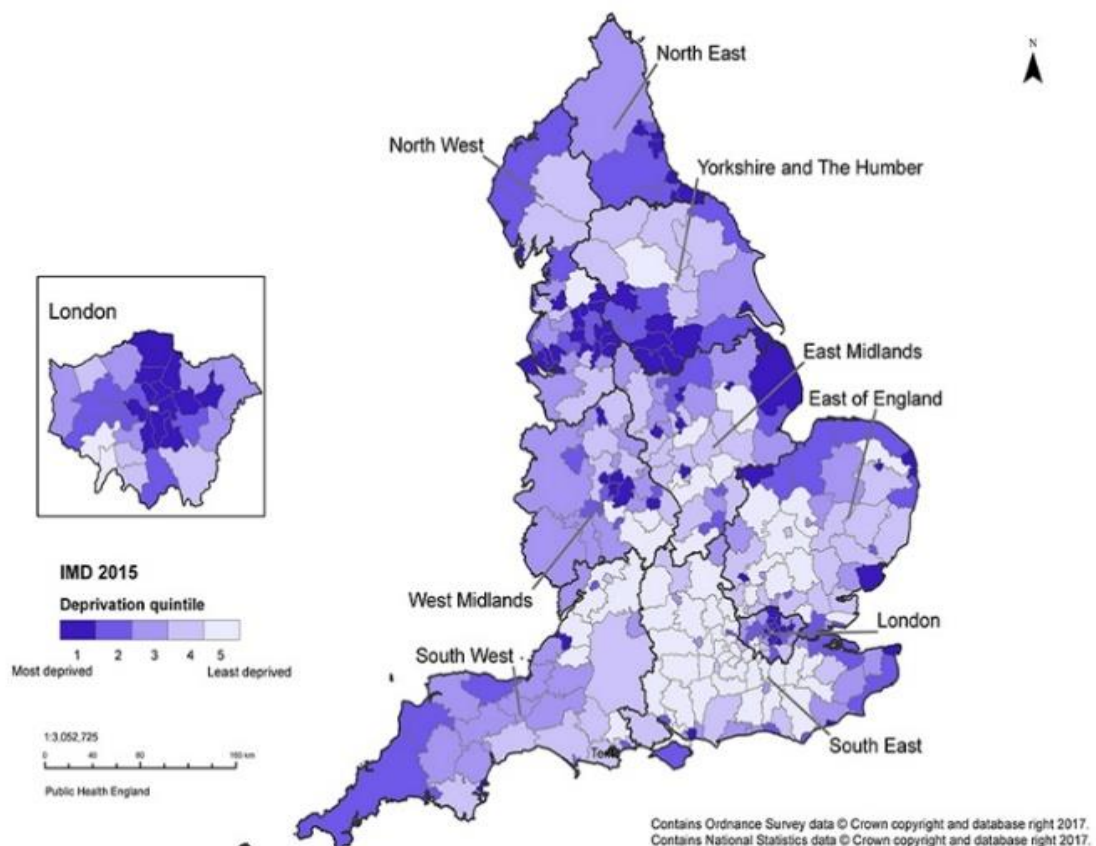 N
North East
North West
Yorkshire and The Humber
London
East Midlands
East of England
IMD 2015
Deprivation quintile
1 2 3 4 5
Most deprived Least deprived
West Midlands
London
South West
South East
1:3,052,725
0 40 80 160 km
Public Health England
Contains Ordnance Survey data © Crown copyright and database right 2017.
Contains National Statistics data © Crown copyright and database right 2017.